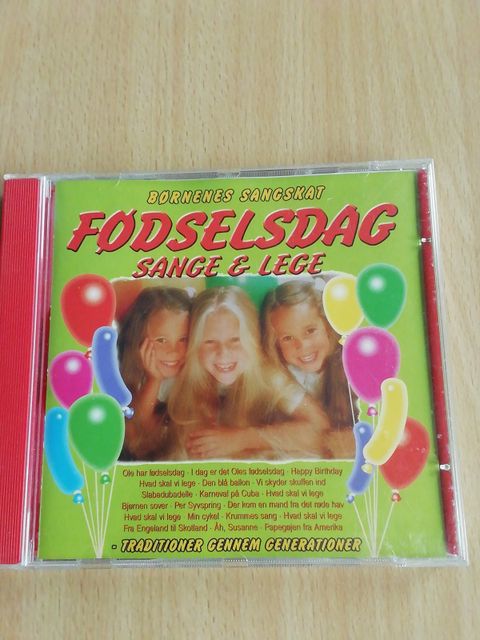 BØRNENES SANGSKAT
FØDSELSDAG
SANGE & LEGE
Ole har fødselsdag · I dag er det Oles fødselsdag · Happy Birthday
Hvad skal vi lege · Den blå ballon · Vi skyder skuffen ind
Slabadubadelle · Karneval på Cuba · Hvad skal vi lege
Bjørnen sover · Per Syvspring · Der kom en mand fra det røde hav
Hvad skal vi lege · Min cykel · Krummes sang · Hvad skal vi lege
Fra Engeland til Skotland · Åh, Susanne · Papegøjen fra Amerika
- TRADITIONER GENNEM GENERATIONER